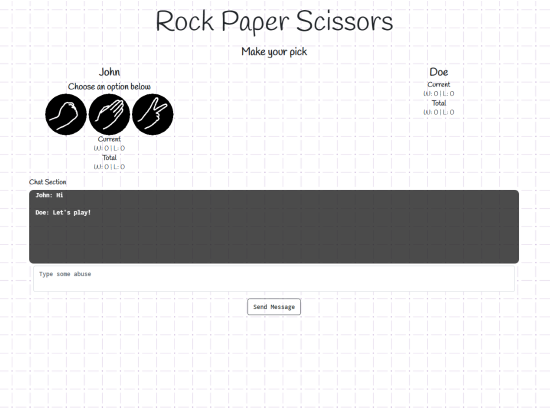 Rock Paper Scissors
Make your pick
John
Choose an option below
Current
W: 0 | L: 0
Total
W: 0 | L: 0
Doe
Current
W: 0 | L: 0
Total
W: 0 | L: 0
Chat Section
John: Hi
Doe: Let's play!
Type some abuse
Send Message